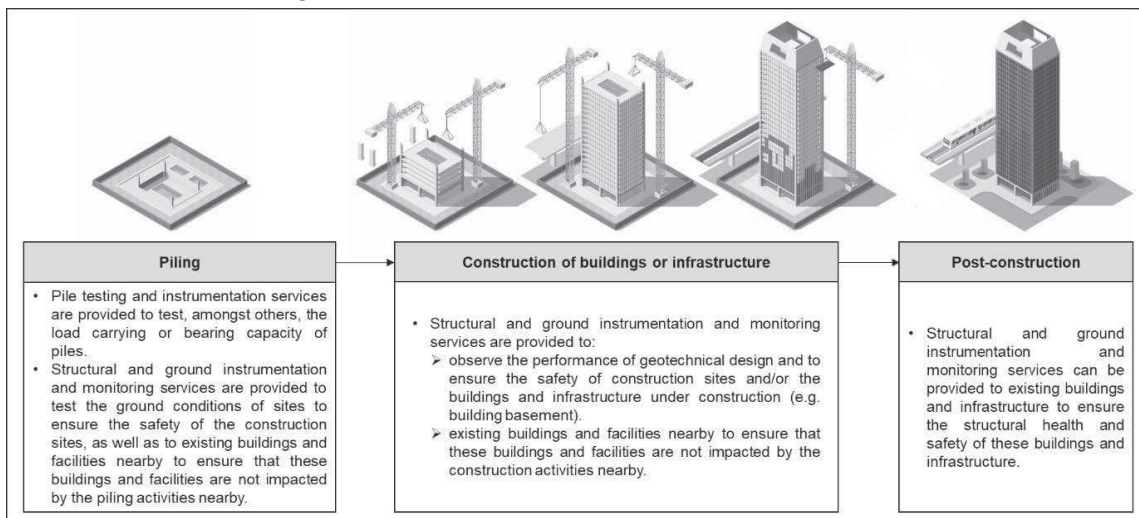 Piling
• Pile testing and instrumentation services
are provided to test, amongst others, the
load carrying or bearing capacity of
piles.
• Structural and ground instrumentation
and monitoring services are provided to
test the ground conditions of sites to
ensure the safety of the construction
sites, as well as to existing buildings and
facilities nearby to ensure that these
buildings and facilities are not impacted
by the piling activities nearby.
Construction of buildings or infrastructure
• Structural and ground instrumentation and monitoring
services are provided to:
➢ observe the performance of geotechnical design and to
ensure the safety of construction sites and/or the
buildings and infrastructure under construction (e.g.
building basement).
➢ existing buildings and facilities nearby to ensure that
these buildings and facilities are not impacted by the
construction activities nearby.
Post-construction
• Structural and ground
instrumentation and
monitoring services can be
provided to existing buildings
and infrastructure to ensure
the structural health and
safety of these buildings and
infrastructure.